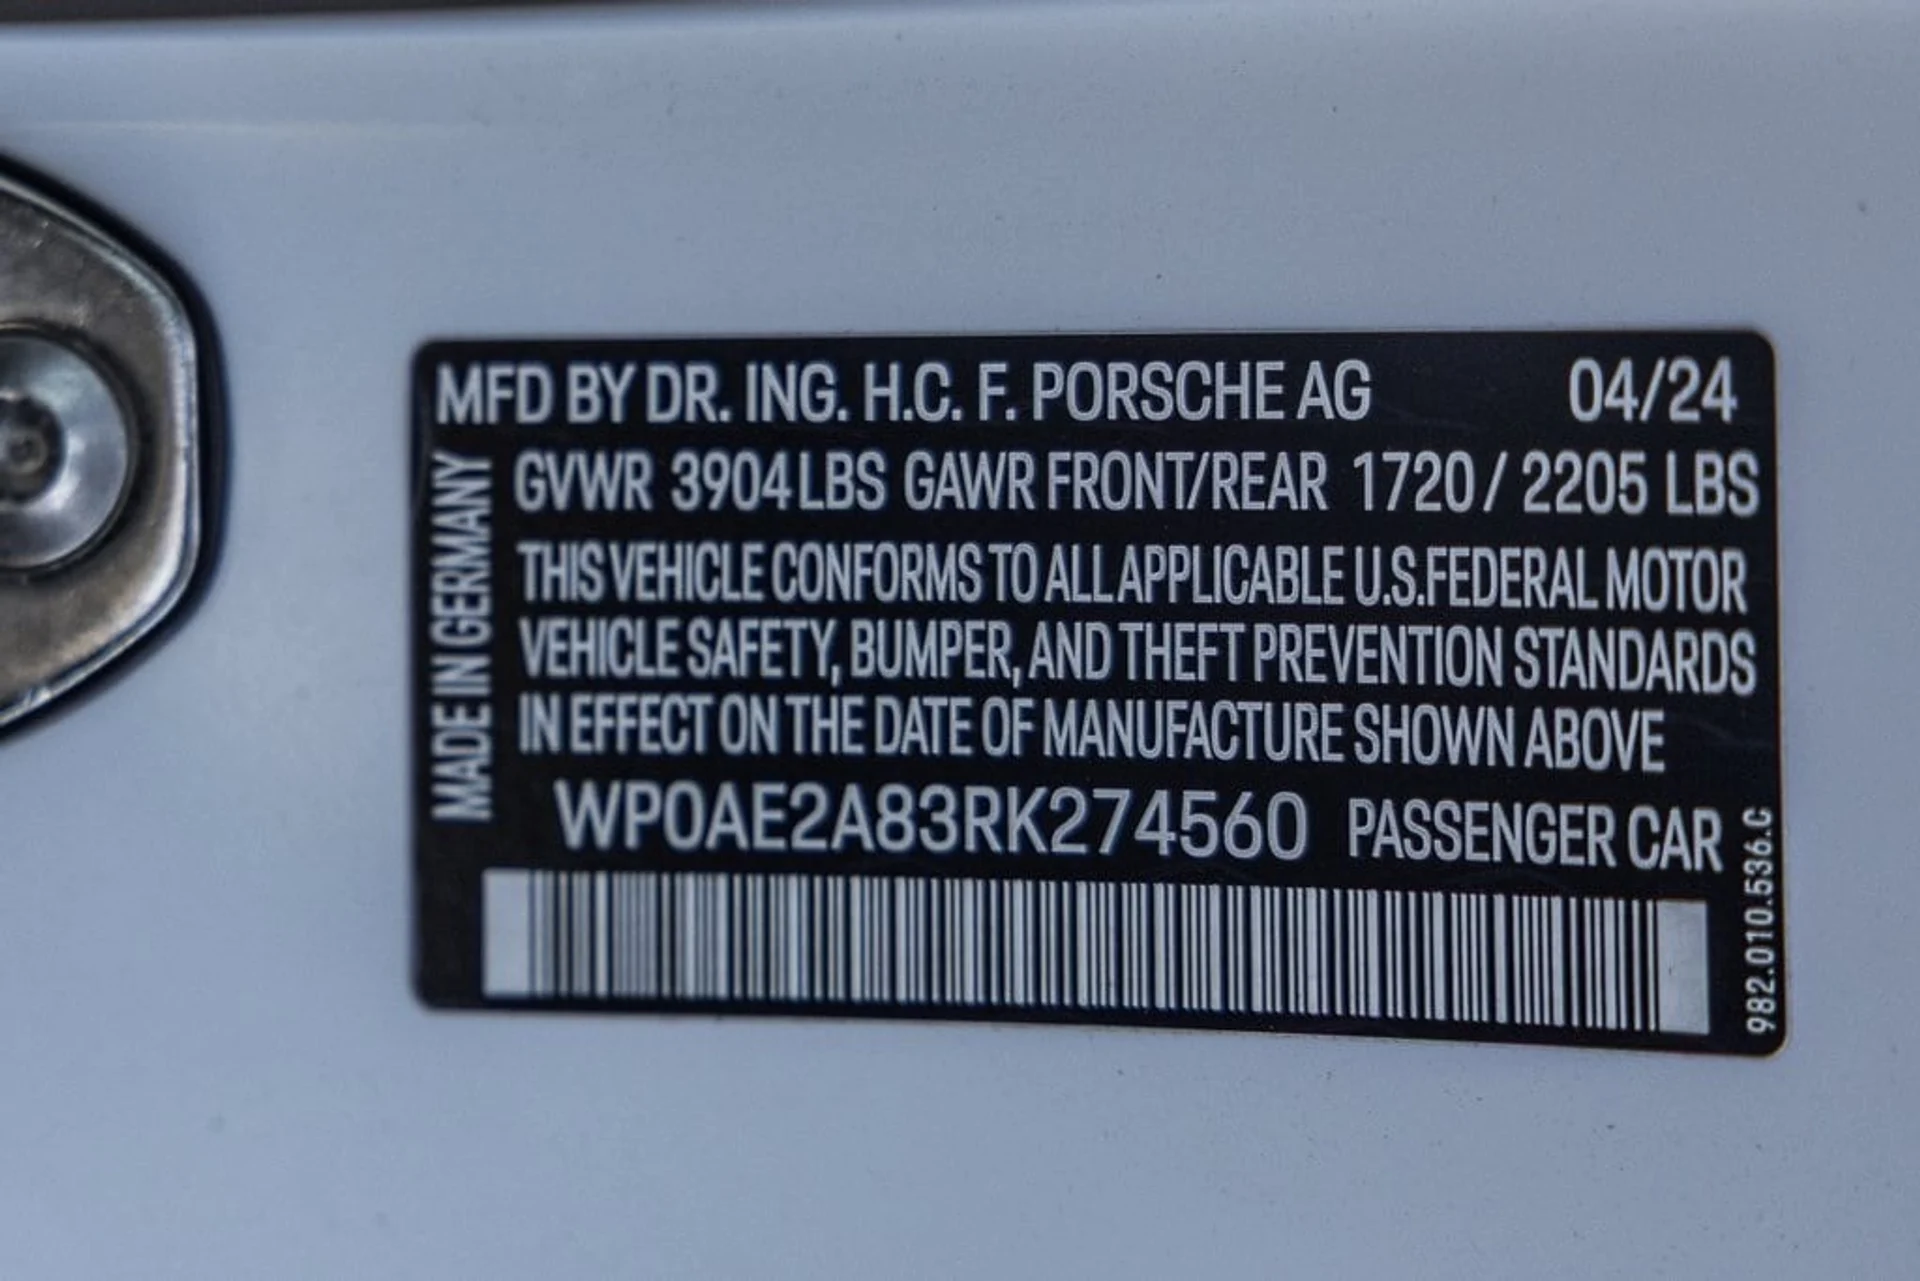 MFD BY DR. ING. H.C. F. PORSCHE AG 04/24
MADE IN GERMANY
GVWR 3904 LBS GAWR FRONT/REAR 1720 / 2205 LBS
THIS VEHICLE CONFORMS TO ALL APPLICABLE U.S.FEDERAL MOTOR
VEHICLE SAFETY, BUMPER, AND THEFT PREVENTION STANDARDS
IN EFFECT ON THE DATE OF MANUFACTURE SHOWN ABOVE
WP0AE2A83RK274560 PASSENGER CAR
982.010.536.C